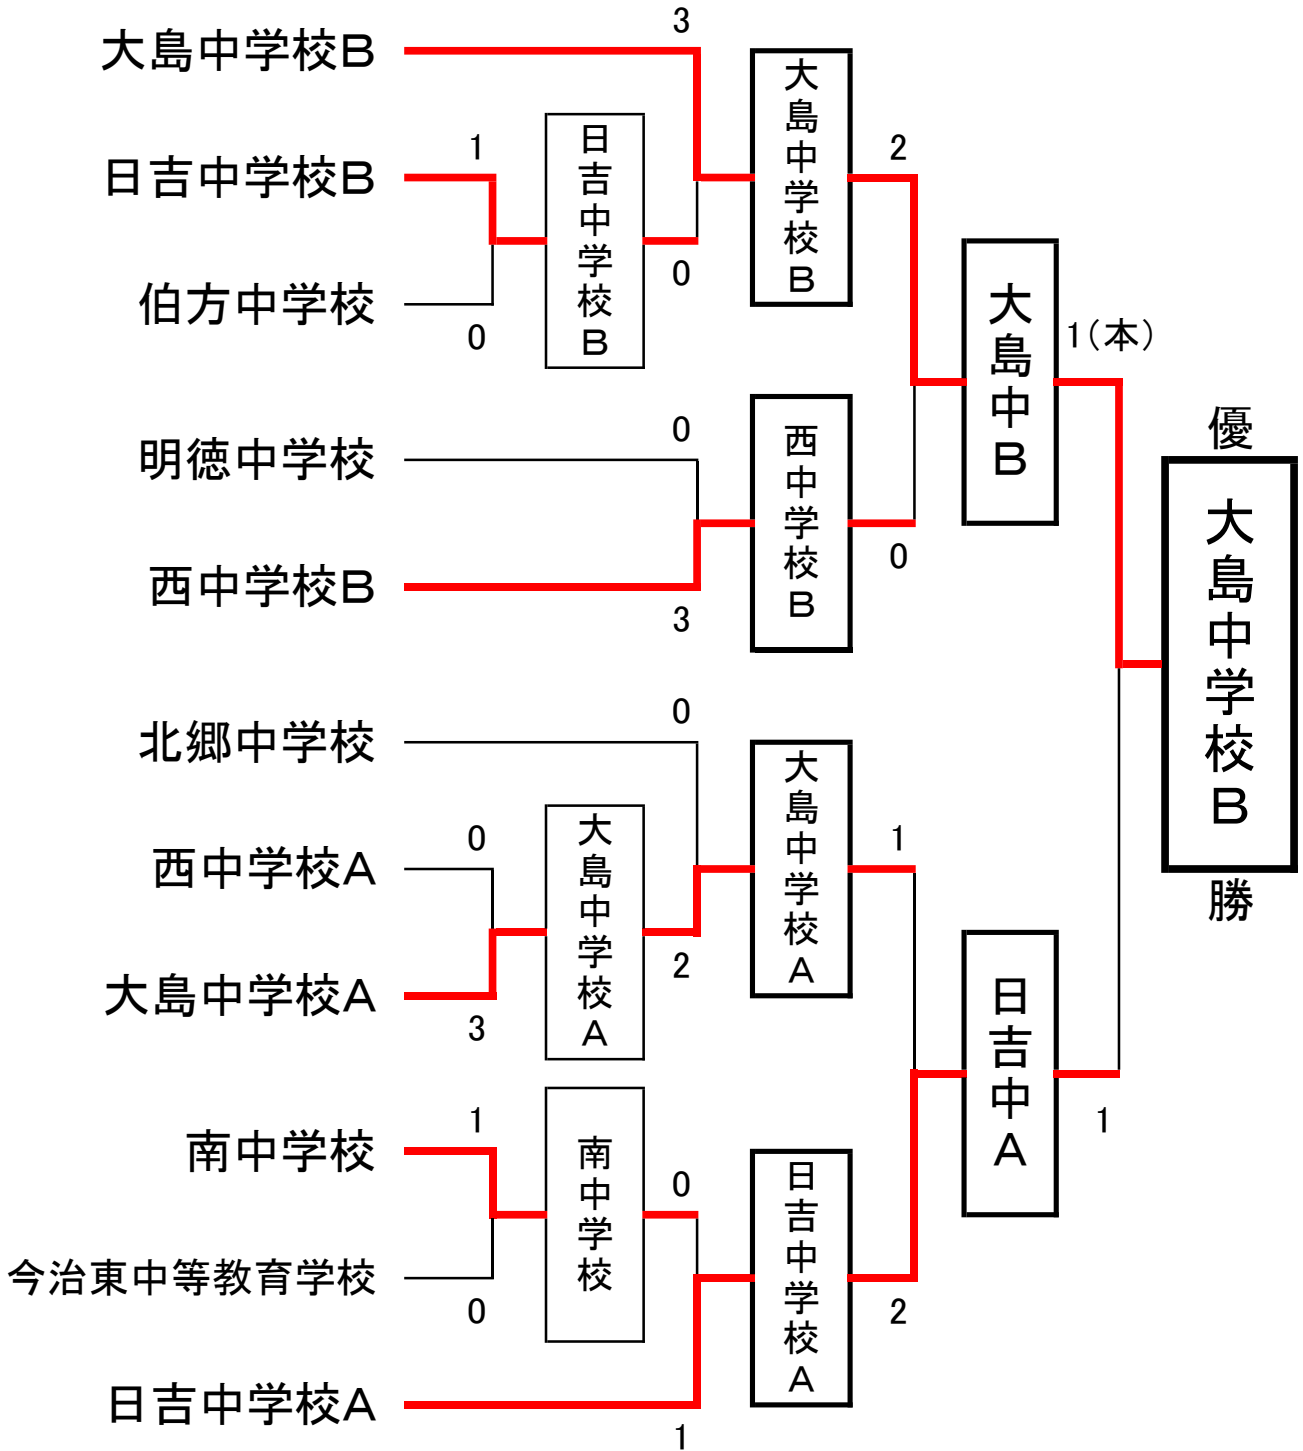 大島中学校B
日吉中学校B
伯方中学校
明徳中学校
西中学校B
北郷中学校
西中学校A
大島中学校A
南中学校
今治東中等教育学校
日吉中学校A
1
0
0
3
1
0
日吉中学校B
大島中学校A
南中学校
3
0
0
3
0
2
0
1
大島中学校B
西中学校B
大島中学校A
日吉中学校A
2
0
1
2
大島中B
日吉中A
1(本)
1
優
大島中学校B
勝